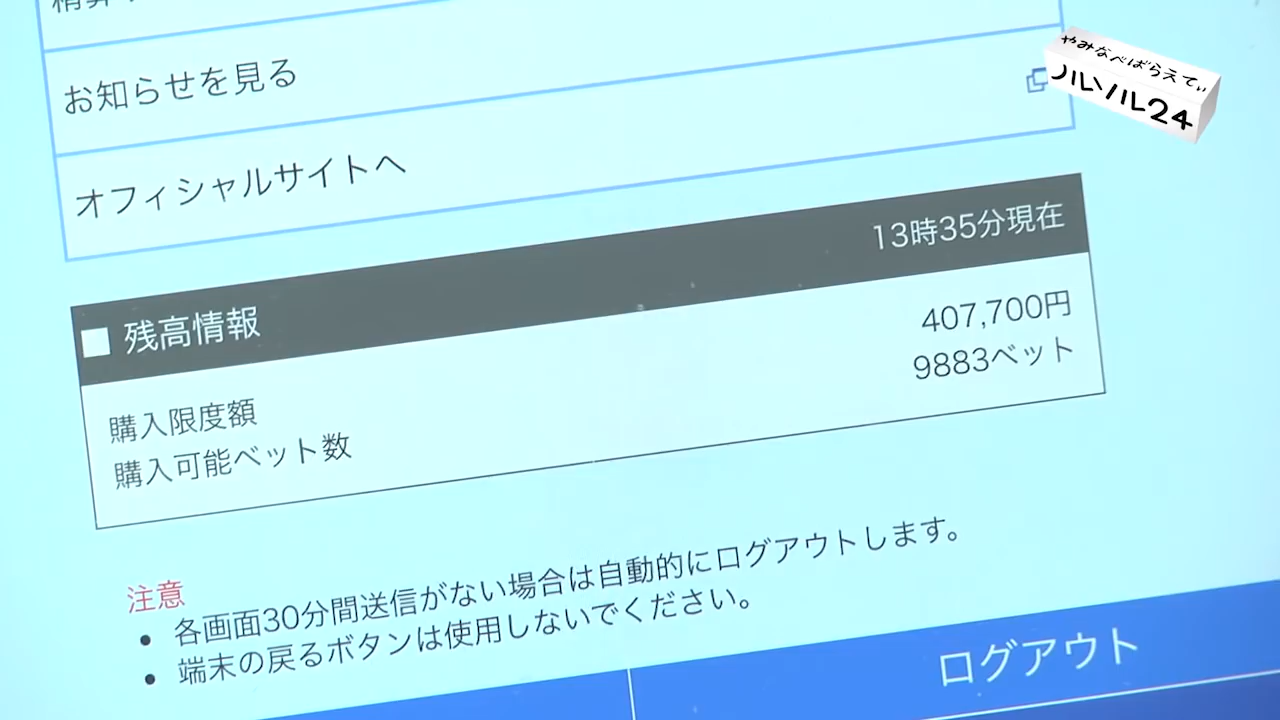 お知らせを見る
オフィシャルサイトへ
やみなべばらえてぃ
ノルソル24
13時35分現在
残高情報
購入限度額 407,700円
購入可能ベット数 9883ベット
注意
• 各画面30分間送信がない場合は自動的にログアウトします。
• 端末の戻るボタンは使用しないでください。
ログアウト